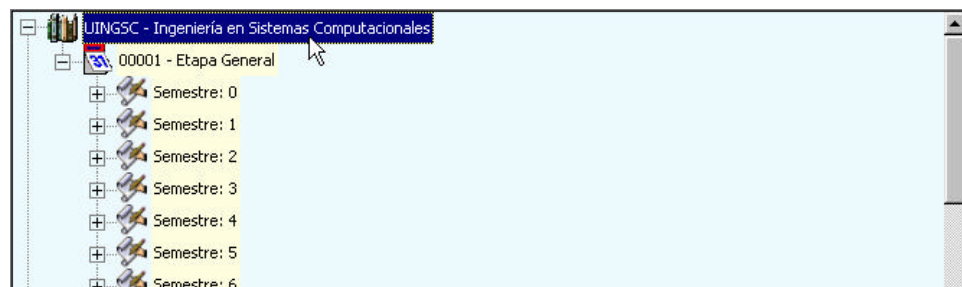 UINGSC - Ingeniería en Sistemas Computacionales
00001 - Etapa General
Semestre: 0
Semestre: 1
Semestre: 2
Semestre: 3
Semestre: 4
Semestre: 5
Semestre: 6